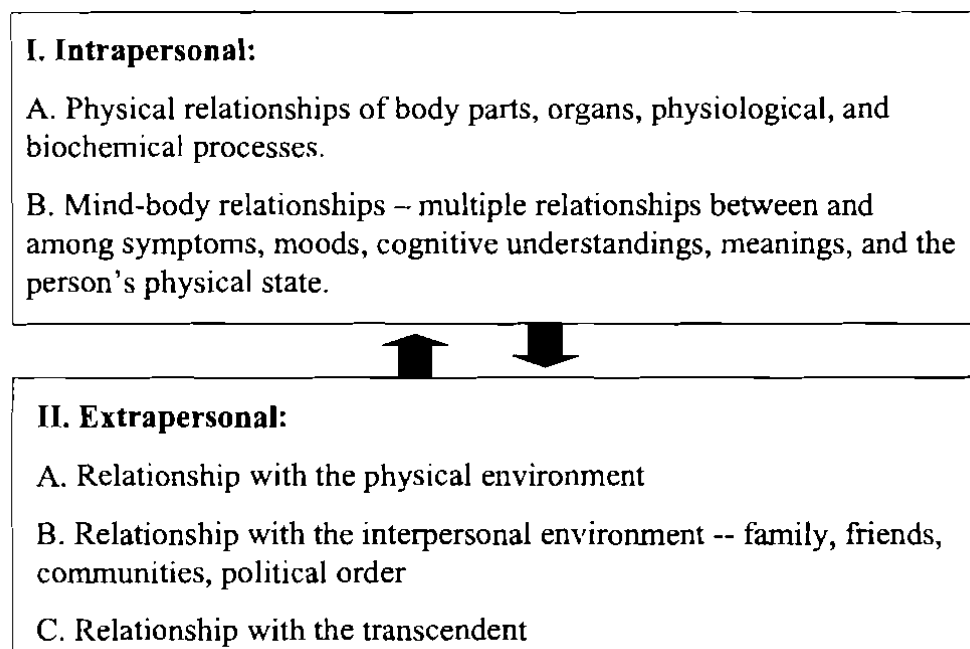 I. Intrapersonal:
A. Physical relationships of body parts, organs, physiological, and
biochemical processes.
B. Mind-body relationships – multiple relationships between and
among symptoms, moods, cognitive understandings, meanings, and the
person's physical state.
II. Extrapersonal:
A. Relationship with the physical environment
B. Relationship with the interpersonal environment -- family, friends,
communities, political order
C. Relationship with the transcendent